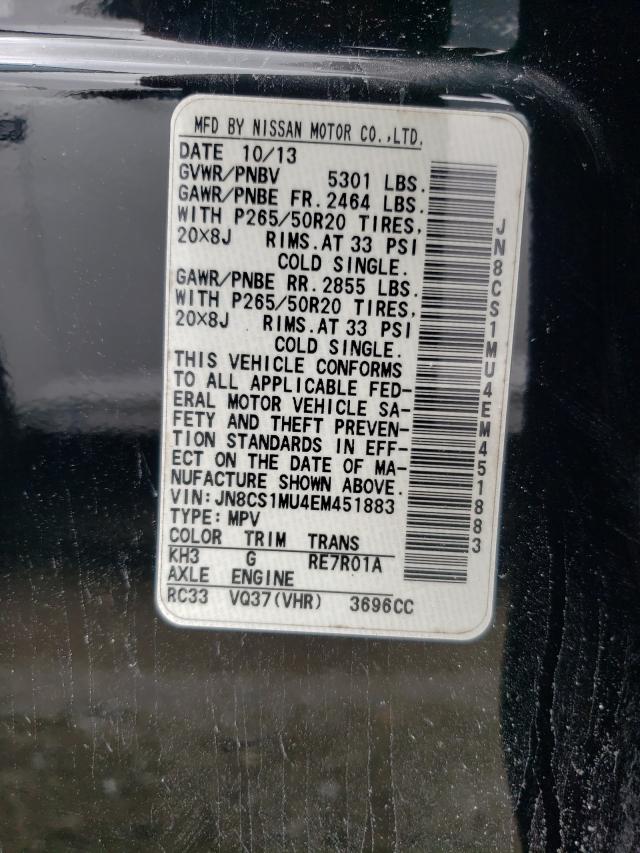 MFD BY NISSAN MOTOR CO.,LTD.
DATE 10/13
GVWR/PNBV 5301 LBS.
GAWR/PNBE FR. 2464 LBS.
WITH P265/50R20 TIRES,
20×8J RIMS. AT 33 PSI
COLD SINGLE.
GAWR/PNBE RR. 2855 LBS.
WITH P265/50R20 TIRES,
20×8J RIMS. AT 33 PSI
COLD SINGLE.
THIS VEHICLE CONFORMS
TO ALL APPLICABLE FED-
ERAL MOTOR VEHICLE SA-
FETY AND THEFT PREVEN-
TION STANDARDS IN EFF-
ECT ON THE DATE OF MA-
NUFACTURE SHOWN ABOVE.
VIN: JN8CS1MU4EM451883
TYPE: MPV
COLOR TRIM TRANS
KH3 G RE7R01A
AXLE ENGINE
RC33 VQ37(VHR) 3696CC
JN8CS1MU4EM451883